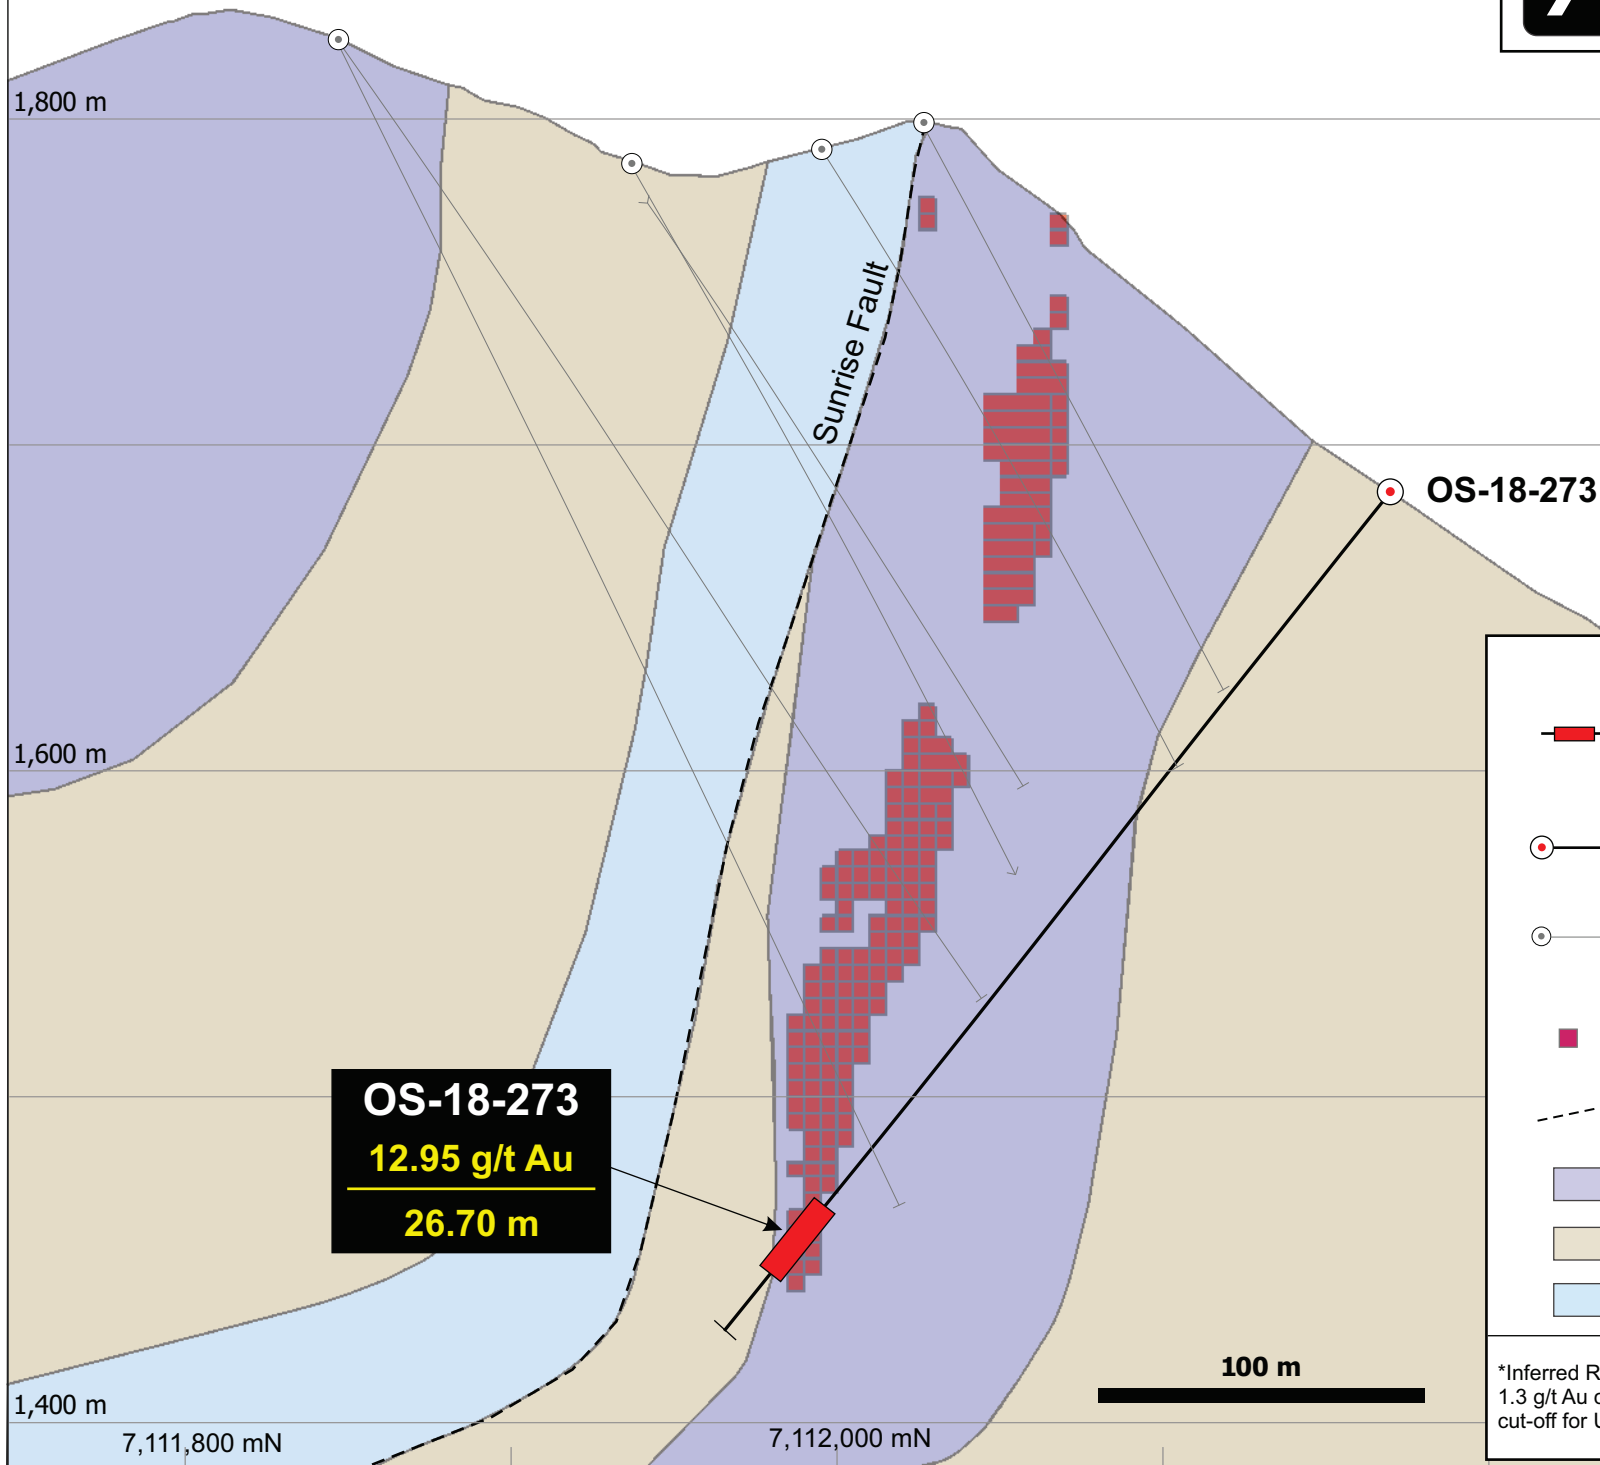 1,800 m
Sunrise Fault
OS-18-273
1,600 m
OS-18-273
12.95 g/t Au
26.70 m
100 m
1,400 m
7,111,800 mN
7,112,000 mN
*Inferred
1.3 g/t Au
cut-off for